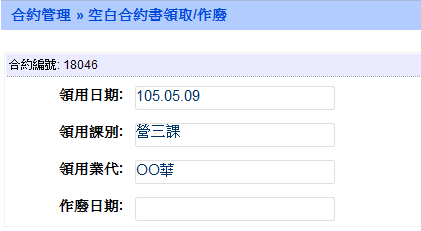 合約管理 » 空白合約書領取/作廢
合約編號: 18046
領用日期: 105.05.09
領用課別: 營三課
領用業代: OO華
作廢日期: